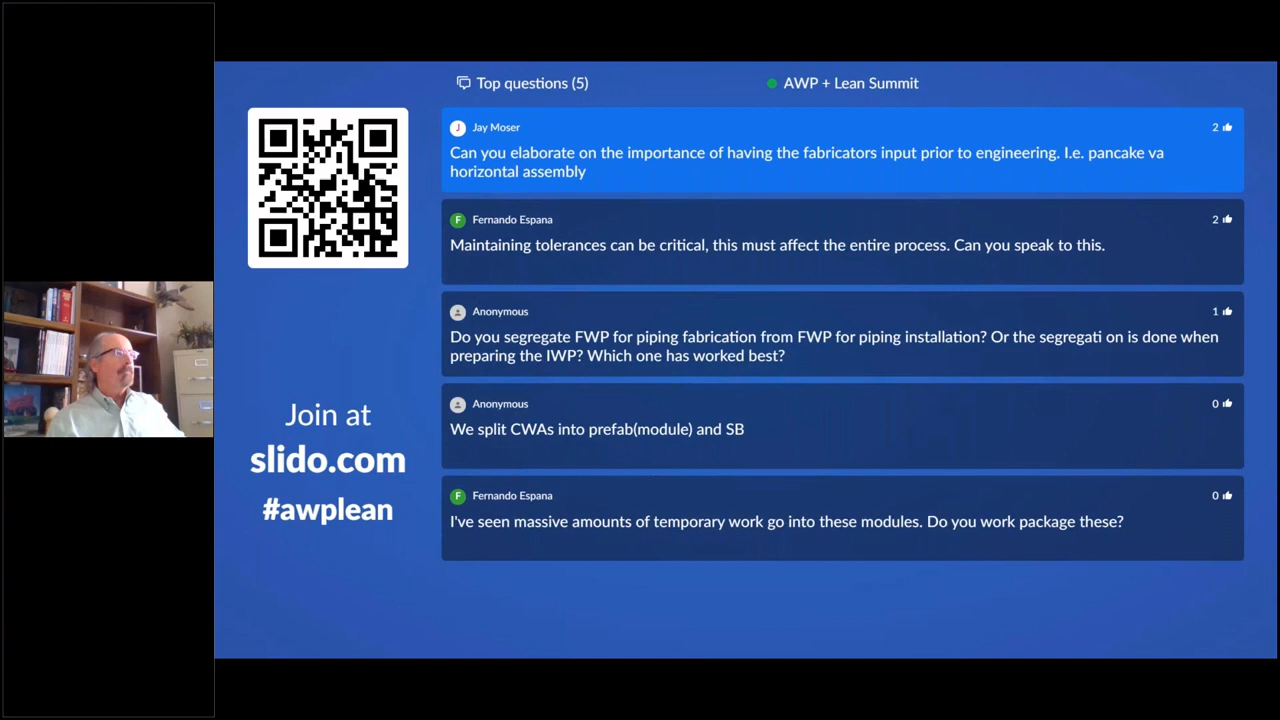 Top questions (5)
AWP + Lean Summit
J
Jay Moser
2
Can you elaborate on the importance of having the fabricators input prior to engineering. I.e. pancake va
horizontal assembly
F
Fernando Espana
2
Maintaining tolerances can be critical, this must affect the entire process. Can you speak to this.
Anonymous
1
Do you segregate FWP for piping fabrication from FWP for piping installation? Or the segregati on is done when
preparing the IWP? Which one has worked best?
Anonymous
0
We split CWAs into prefab(module) and SB
F
Fernando Espana
0
I've seen massive amounts of temporary work go into these modules. Do you work package these?
Join at
slido.com
#awplean